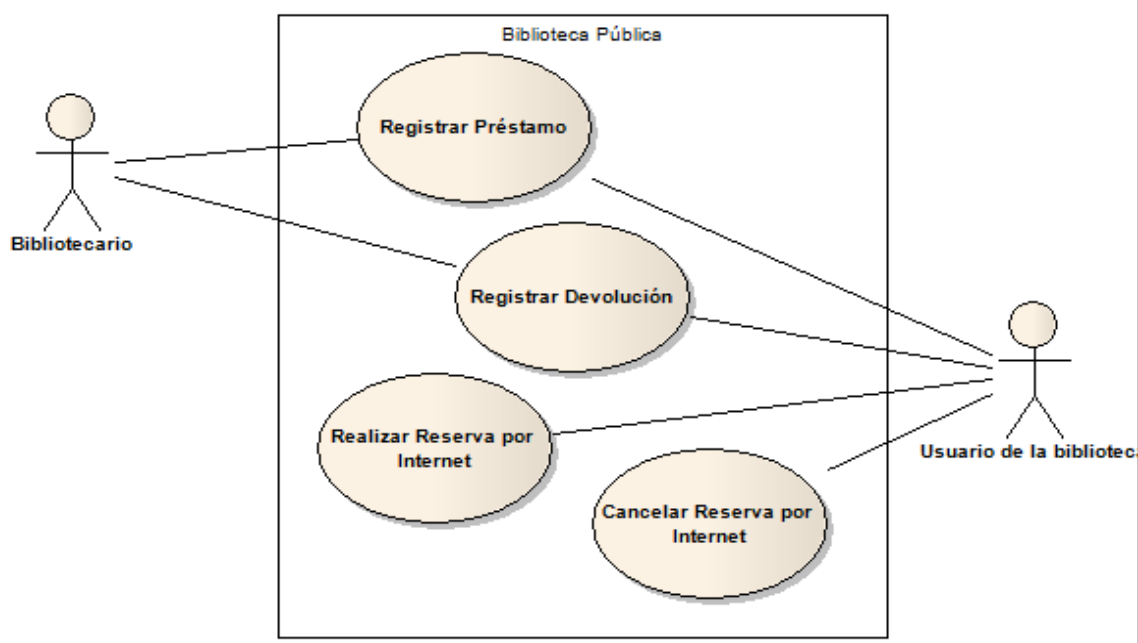 Biblioteca Pública
Registrar Préstamo
Bibliotecario
Registrar Devolución
Realizar Reserva por
Internet
Usuario de la bibliotec
Cancelar Reserva por
Internet